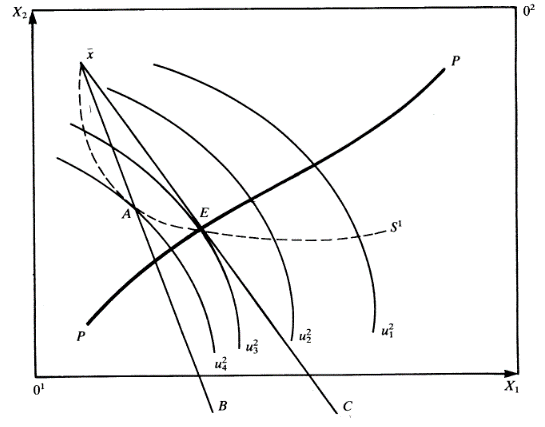 X₂
0²
x̄
P
A
E
S¹
P
u₄²
u₃²
u₂²
u₁²
0¹
X₁
B
C